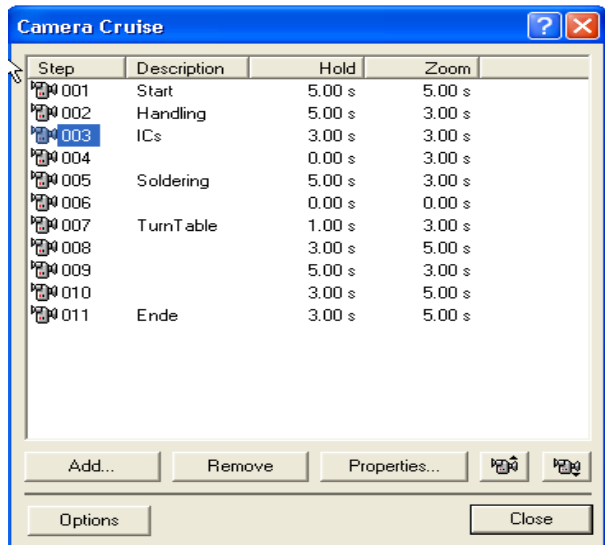 Camera Cruise
Step Description Hold Zoom
001 Start 5.00 s 5.00 s
002 Handling 5.00 s 3.00 s
003 ICs 3.00 s 3.00 s
004 0.00 s 3.00 s
005 Soldering 5.00 s 3.00 s
006 0.00 s 0.00 s
007 TurnTable 1.00 s 3.00 s
008 3.00 s 5.00 s
009 5.00 s 3.00 s
010 3.00 s 5.00 s
011 Ende 3.00 s 5.00 s
Add... Remove Properties...
Options Close